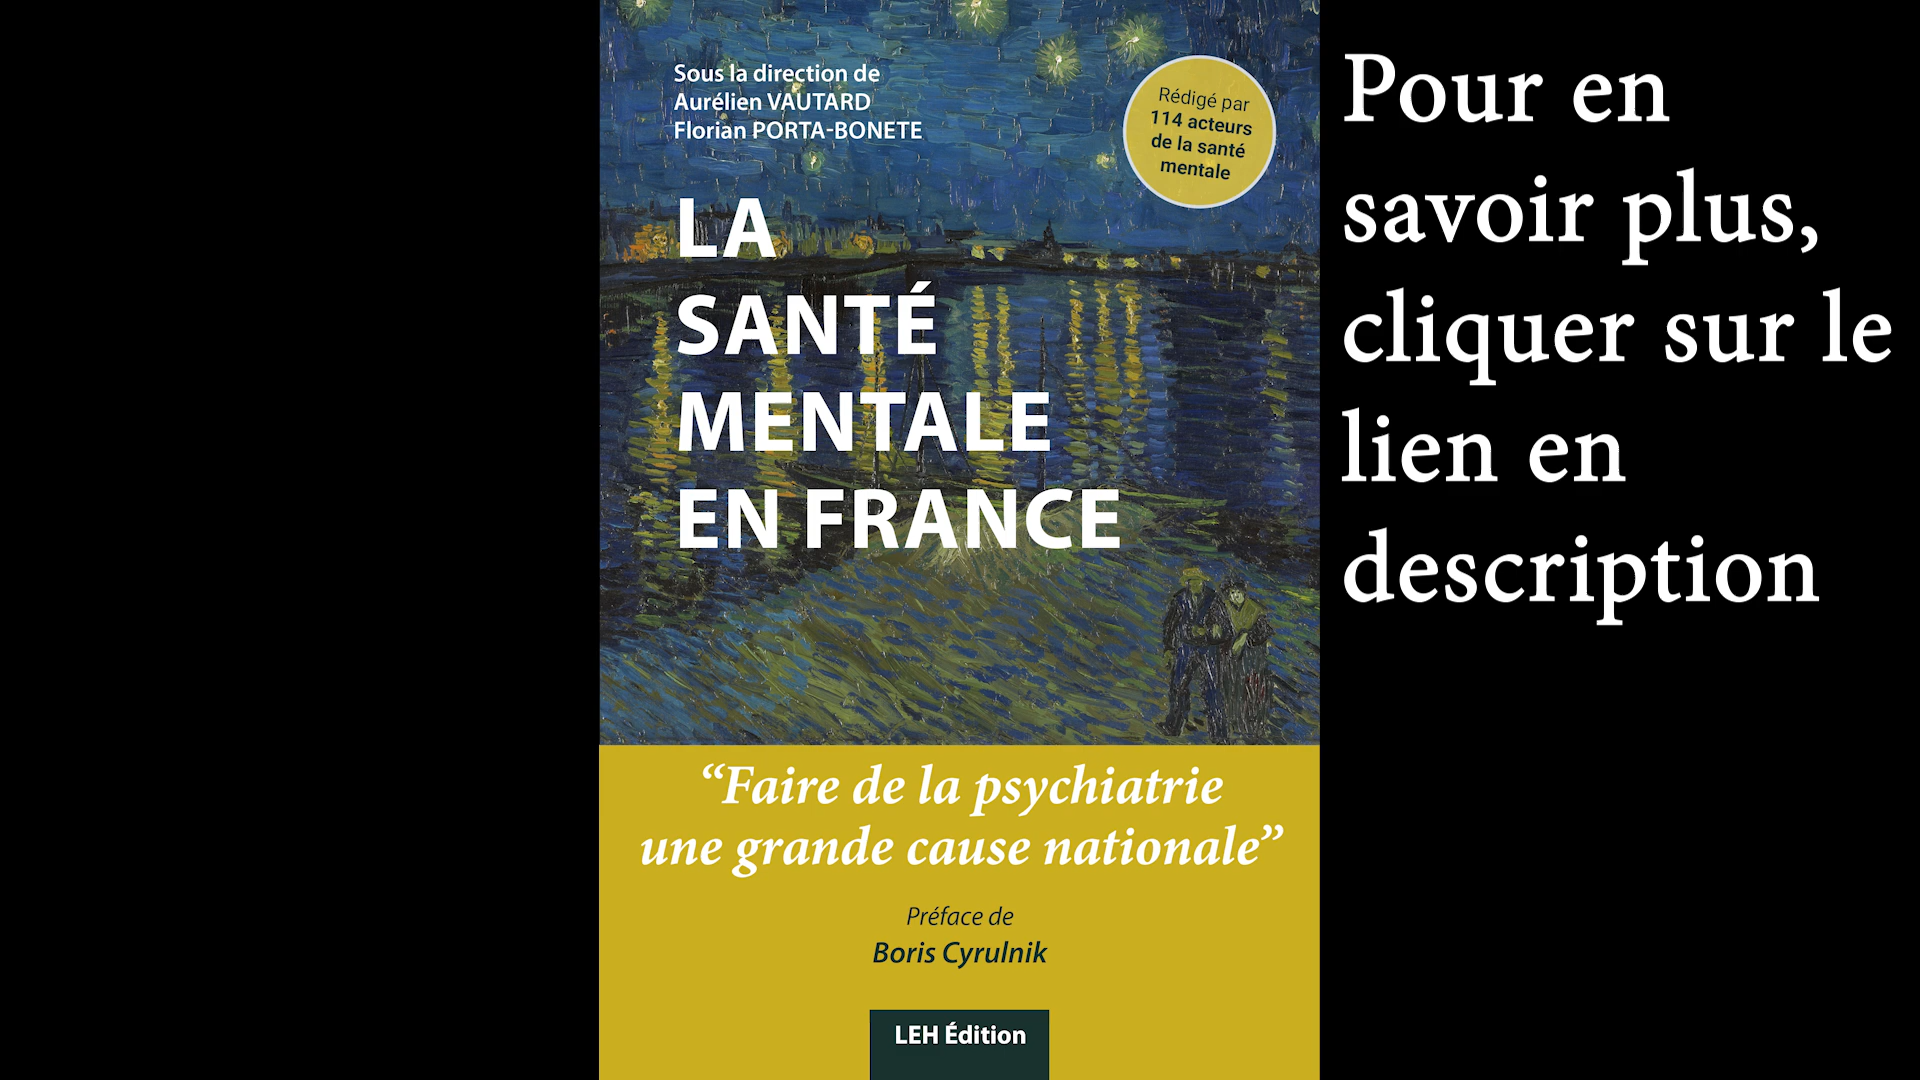 Sous la direction de
Aurélien VAUTARD
Florian PORTA-BONETE
Rédigé par
114 acteurs
de la santé
mentale
LA
SANTÉ
MENTALE
EN FRANCE
“Faire de la psychiatrie
une grande cause nationale”
Préface de
Boris Cyrulnik
LEH Édition
Pour en
savoir plus,
cliquer sur le
lien en
description